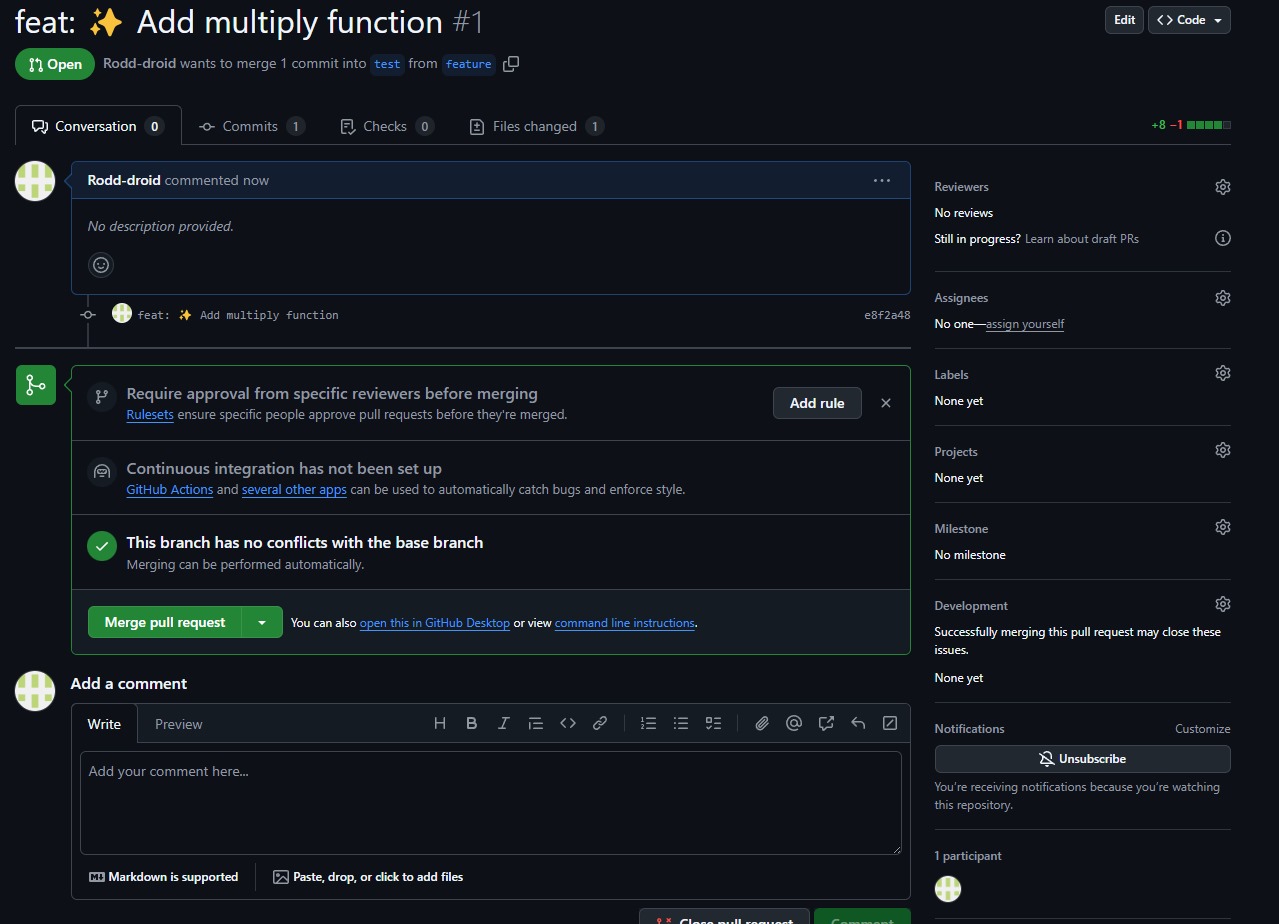 feat: ✨ Add multiply function #1
Edit
<> Code
Open
Rodd-droid wants to merge 1 commit into test from feature
Conversation 0
Commits 1
Checks 0
Files changed 1
+8 −1
Rodd-droid commented now
No description provided.
feat: ✨ Add multiply function
e8f2a48
Require approval from specific reviewers before merging
Rulesets ensure specific people approve pull requests before they're merged.
Add rule
Continuous integration has not been set up
GitHub Actions and several other apps can be used to automatically catch bugs and enforce style.
This branch has no conflicts with the base branch
Merging can be performed automatically.
Merge pull request
You can also open this in GitHub Desktop or view command line instructions.
Add a comment
Write
Preview
Add your comment here...
Markdown is supported
Paste, drop, or click to add files
Close pull request
Comment
Reviewers
No reviews
Still in progress? Learn about draft PRs
Assignees
No one—assign yourself
Labels
None yet
Projects
None yet
Milestone
No milestone
Development
Successfully merging this pull request may close these
issues.
None yet
Notifications
Customize
Unsubscribe
You're receiving notifications because you're watching
this repository.
1 participant